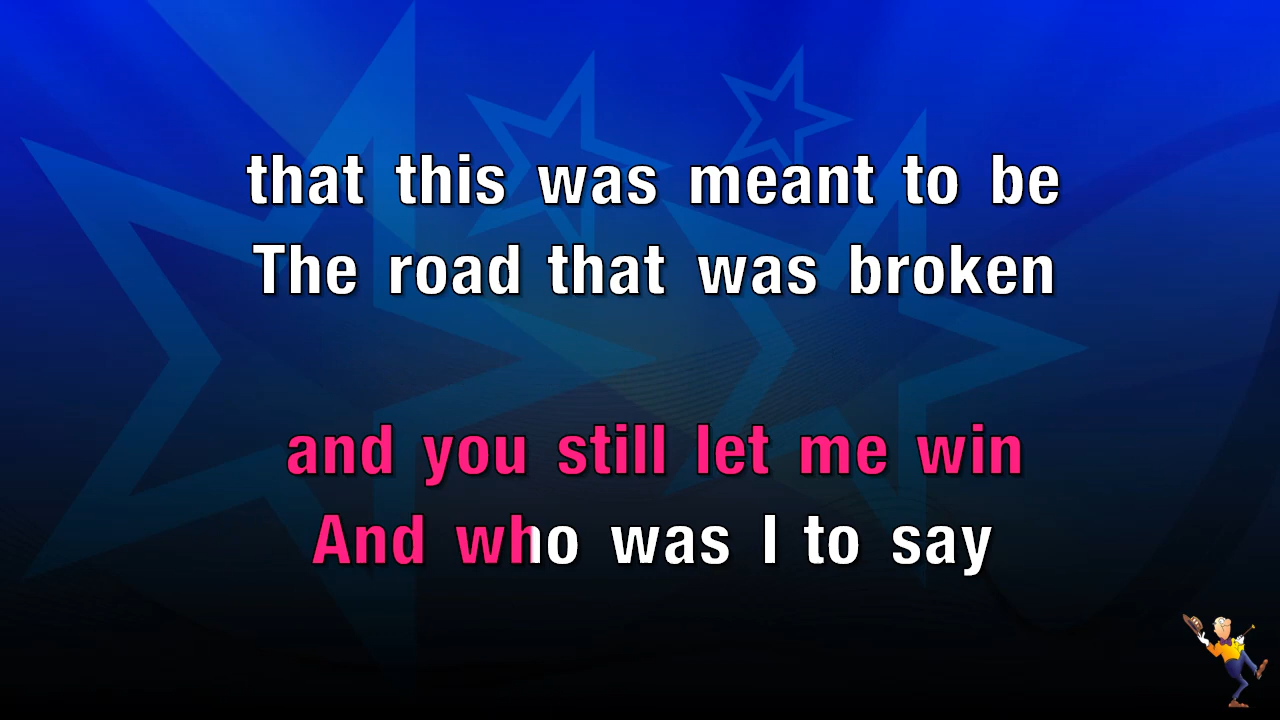 that this was meant to be
The road that was broken
and you still let me win
And who was I to say